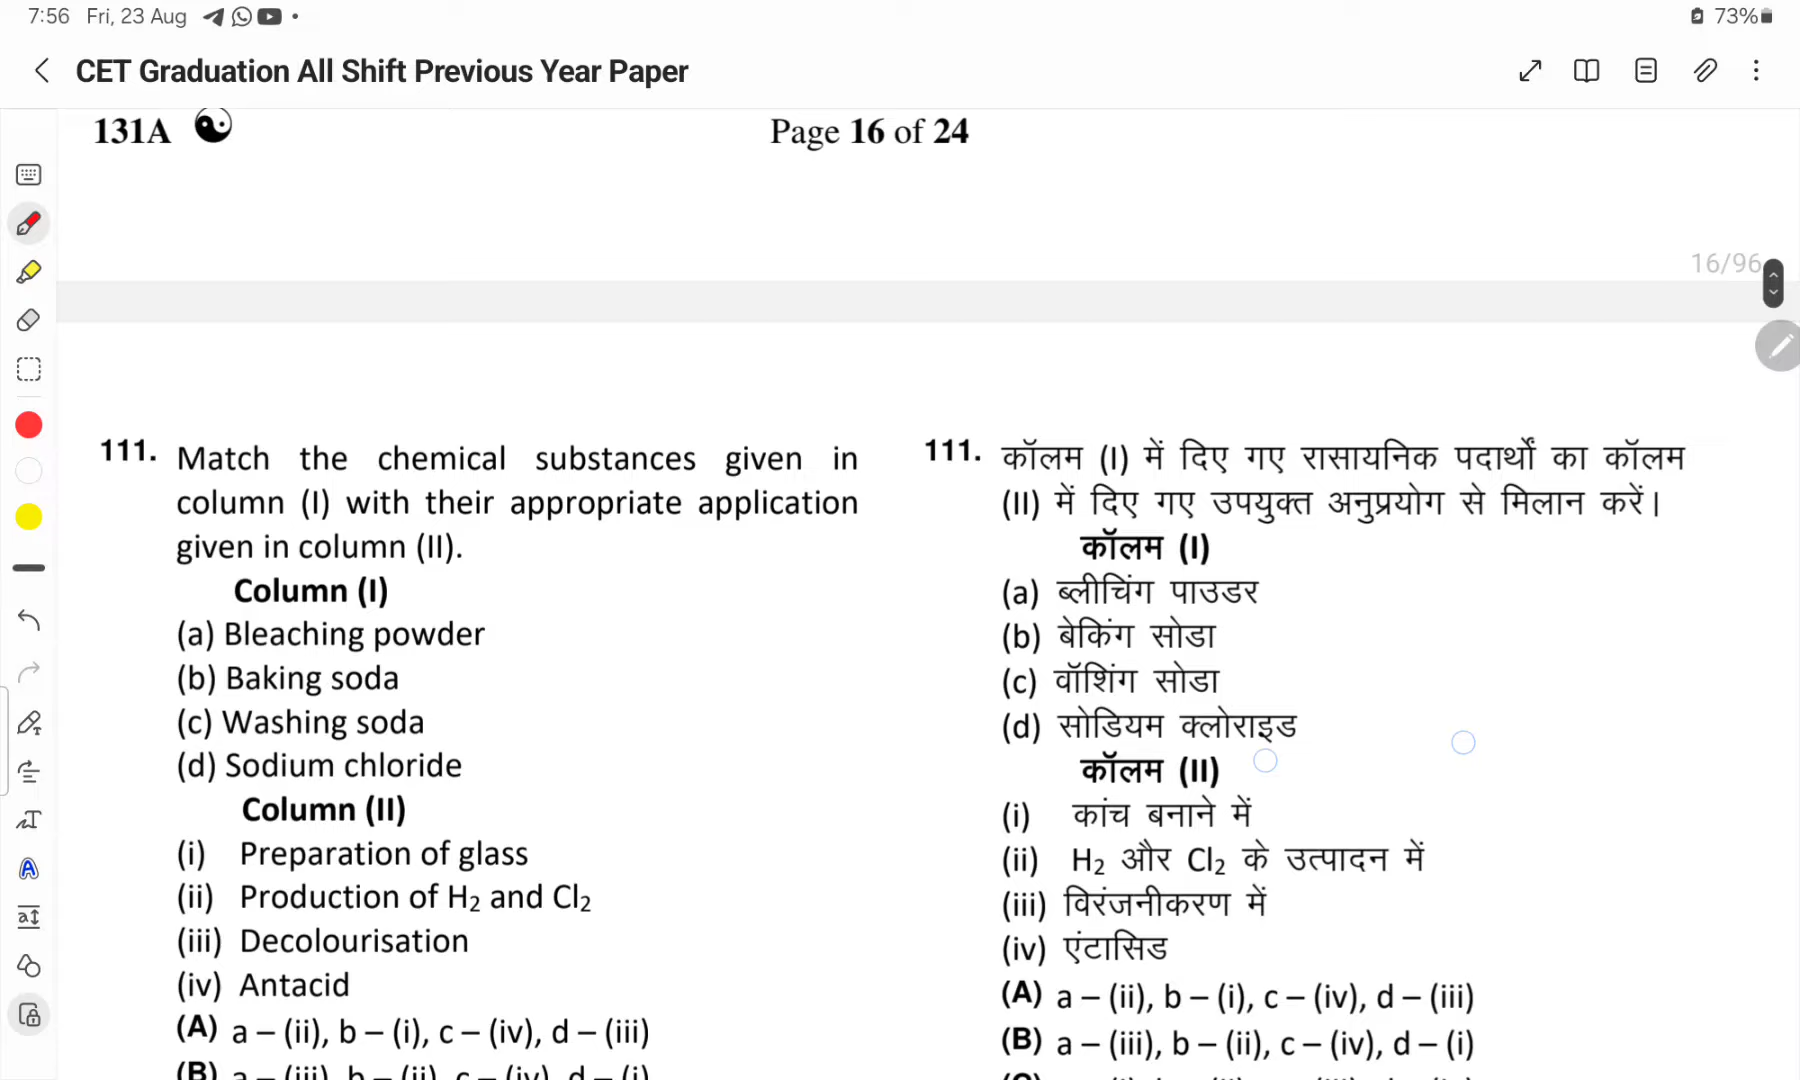 7:56 Fri, 23 Aug
73%
CET Graduation All Shift Previous Year Paper
131A
Page 16 of 24
16/96
111. Match the chemical substances given in
column (I) with their appropriate application
given in column (II).
Column (I)
(a) Bleaching powder
(b) Baking soda
(c) Washing soda
(d) Sodium chloride
Column (II)
(i) Preparation of glass
(ii) Production of H₂ and Cl₂
(iii) Decolourisation
(iv) Antacid
(A) a – (ii), b – (i), c – (iv), d – (iii)
(B) a – (iii), b – (ii), c – (iv), d – (i)
111. कॉलम (I) में दिए गए रासायनिक पदार्थों का कॉलम
(II) में दिए गए उपयुक्त अनुप्रयोग से मिलान करें।
कॉलम (I)
(a) ब्लीचिंग पाउडर
(b) बेकिंग सोडा
(c) वॉशिंग सोडा
(d) सोडियम क्लोराइड
कॉलम (II)
(i) कांच बनाने में
(ii) H₂ और Cl₂ के उत्पादन में
(iii) विरंजनीकरण में
(iv) एंटासिड
(A) a – (ii), b – (i), c – (iv), d – (iii)
(B) a – (iii), b – (ii), c – (iv), d – (i)